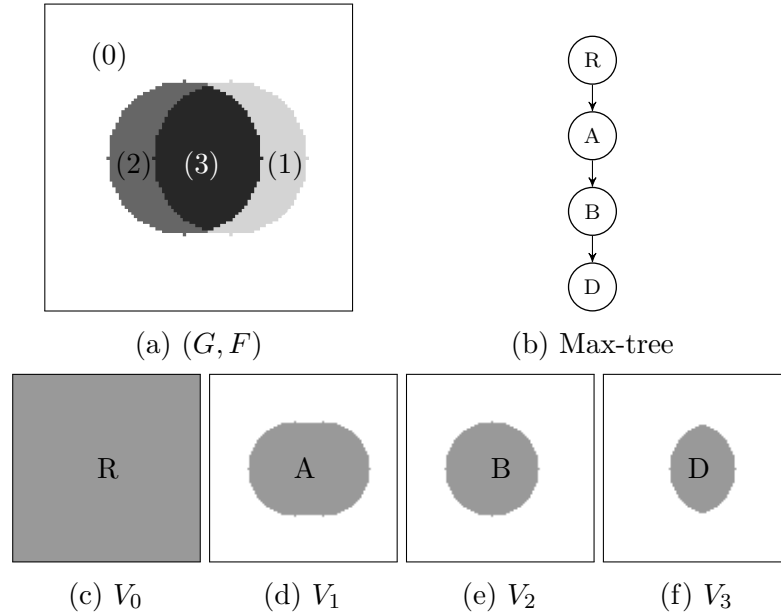 (0)
(2) (3) (1)
R
A
B
D
(a) (G, F)
(b) Max-tree
R
A
B
D
(c) V₀
(d) V₁
(e) V₂
(f) V₃